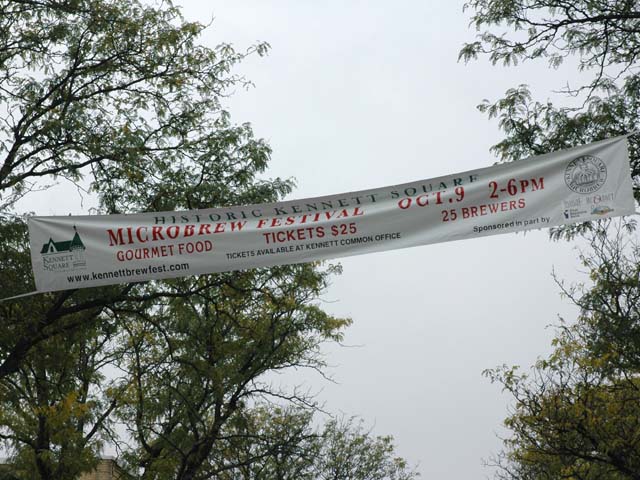 HISTORIC KENNETT SQUARE
MICROBREW FESTIVAL OCT. 9 2-6PM
GOURMET FOOD TICKETS $25 25 BREWERS
TICKETS AVAILABLE AT KENNETT COMMON OFFICE Sponsored in part by
KENNETT
SQUARE
www.kennettbrewfest.com